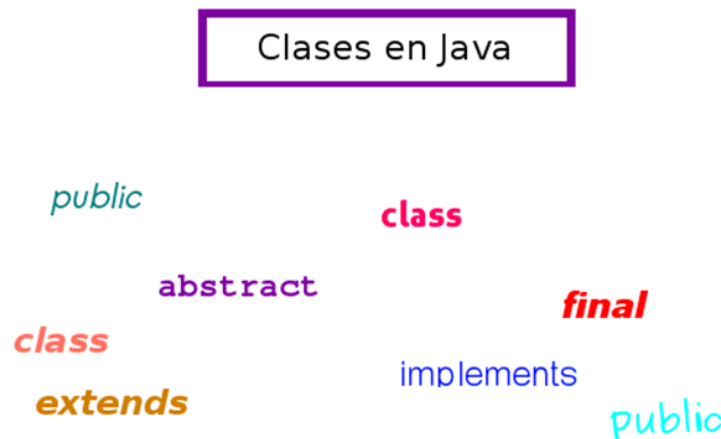 Clases en Java
public
class
abstract
final
class
implements
extends
public